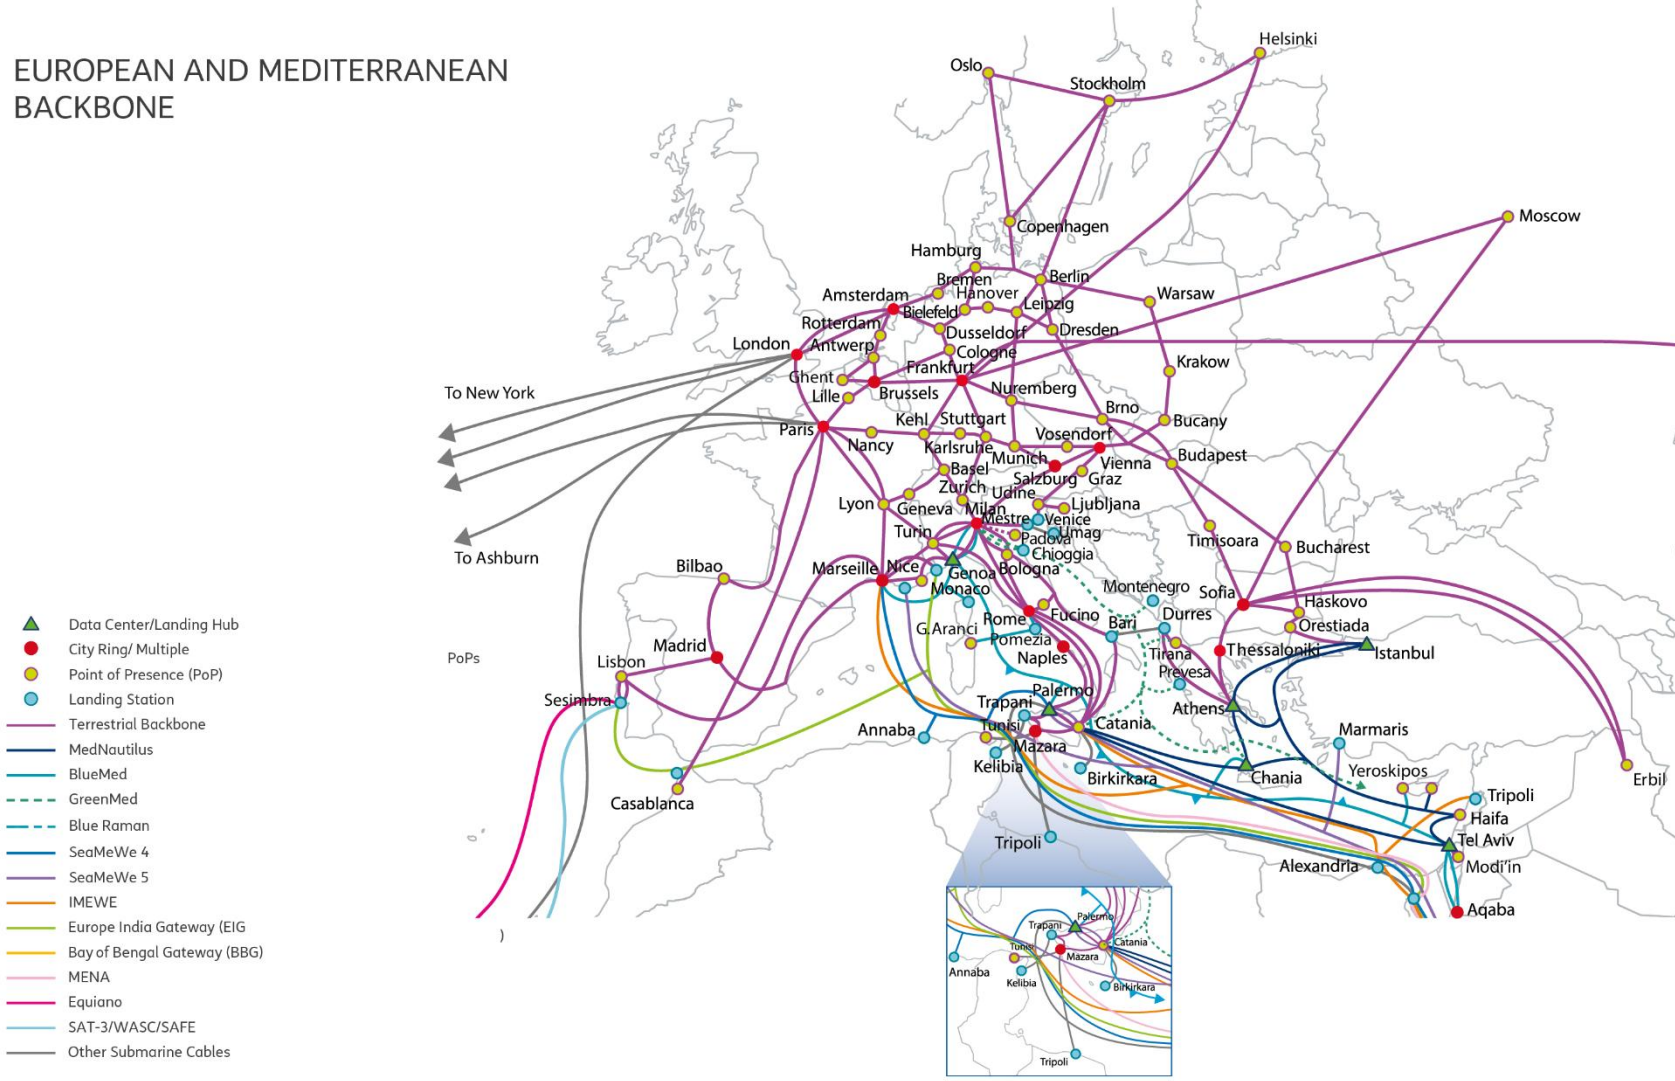 EUROPEAN AND MEDITERRANEAN
BACKBONE
Helsinki
Oslo
Stockholm
Moscow
Copenhagen
Hamburg
Berlin
Bremen
Hanover
Warsaw
Amsterdam
Bielefeld
Leipzig
Rotterdam
Dusseldorf
Dresden
London
Antwerp
Cologne
Krakow
Frankfurt
Ghent
Brussels
Nuremberg
Lille
To New York
Brno
Bucany
Kehl
Stuttgart
Paris
Nancy
Karlsruhe
Vosendorf
Munich
Vienna
Budapest
Basel
Salzburg
Graz
Zurich
Udine
Lyon
Geneva
Milan
Ljubljana
Mestre
Venice
Turin
Padova
Umag
Timisoara
To Ashburn
Chioggia
Bucharest
Bilbao
Marseille
Nice
Genoa
Bologna
Monaco
Montenegro
Sofia
Haskovo
Rome
Fucino
Bari
Durres
Orestiada
G.Aranci
Pomezia
Madrid
Naples
Tirana
Thessaloniki
Istanbul
Lisbon
Prevesa
Sesimbra
Trapani
Palermo
Athens
Annaba
Tunisi
Catania
Marmaris
Mazara
Kelibia
Birkirkara
Chania
Yeroskipos
Erbil
Casablanca
Tripoli
Haifa
Tripoli
Tel Aviv
Alexandria
Modi'in
Aqaba
Data Center/Landing Hub
City Ring/ Multiple
PoPs
Point of Presence (PoP)
Landing Station
Terrestrial Backbone
MedNautilus
BlueMed
GreenMed
Blue Raman
SeaMeWe 4
SeaMeWe 5
IMEWE
Europe India Gateway (EIG
)
Bay of Bengal Gateway (BBG)
MENA
Equiano
SAT-3/WASC/SAFE
Other Submarine Cables
Palermo
Trapani
Tunisi
Catania
Mazara
Annaba
Kelibia
Birkirkara
Tripoli